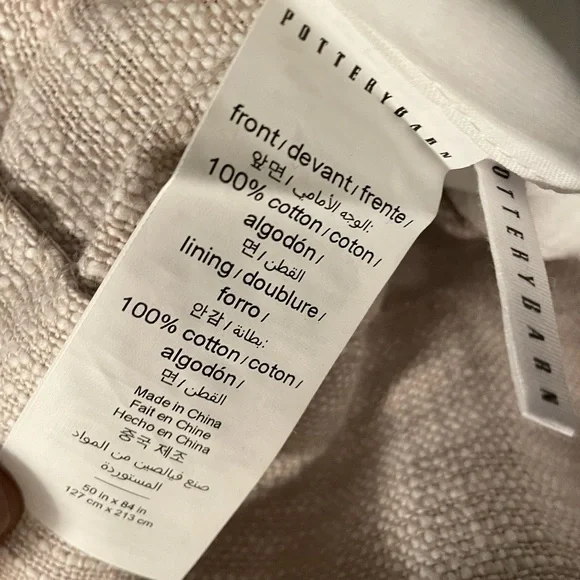 POTTERYBARN
front / devant / frente /
앞면 / الوجه الأمامي:
100% cotton / coton /
algodón /
면 / القطن
lining / doublure /
forro /
안감 / بطانة:
100% cotton / coton /
algodón /
면 / القطن
Made in China
Fait en Chine
Hecho en China
중국 제조
صنع في الصين من المواد
المستوردة
50 in x 84 in
127 cm x 213 cm
OTTERYBARN